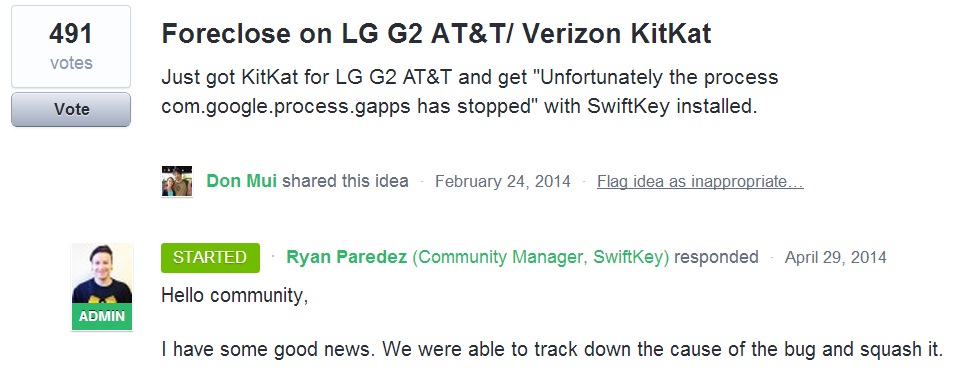 491
votes
Vote
Foreclose on LG G2 AT&T/ Verizon KitKat
Just got KitKat for LG G2 AT&T and get "Unfortunately the process
com.google.process.gapps has stopped" with SwiftKey installed.
Don Mui shared this idea · February 24, 2014 · Flag idea as inappropriate…
ADMIN
STARTED · Ryan Paredez (Community Manager, SwiftKey) responded · April 29, 2014
Hello community,
I have some good news. We were able to track down the cause of the bug and squash it.